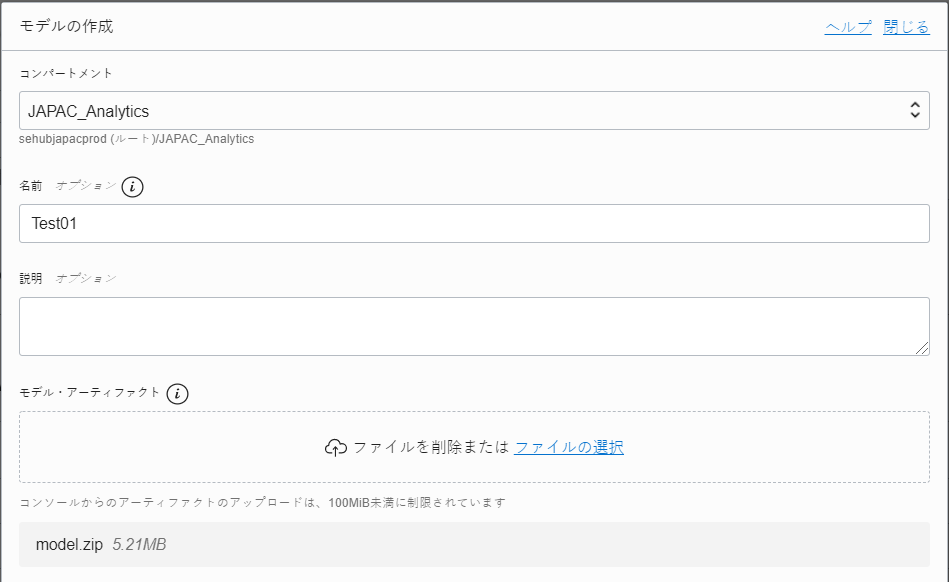 モデルの作成
ヘルプ 閉じる
コンパートメント
JAPAC_Analytics
sehubjapacprod (ルート)/JAPAC_Analytics
名前 オプション i
Test01
説明 オプション
モデル・アーティファクト i
ファイルを削除または ファイルの選択
コンソールからのアーティファクトのアップロードは、100MiB未満に制限されています
model.zip 5.21MB